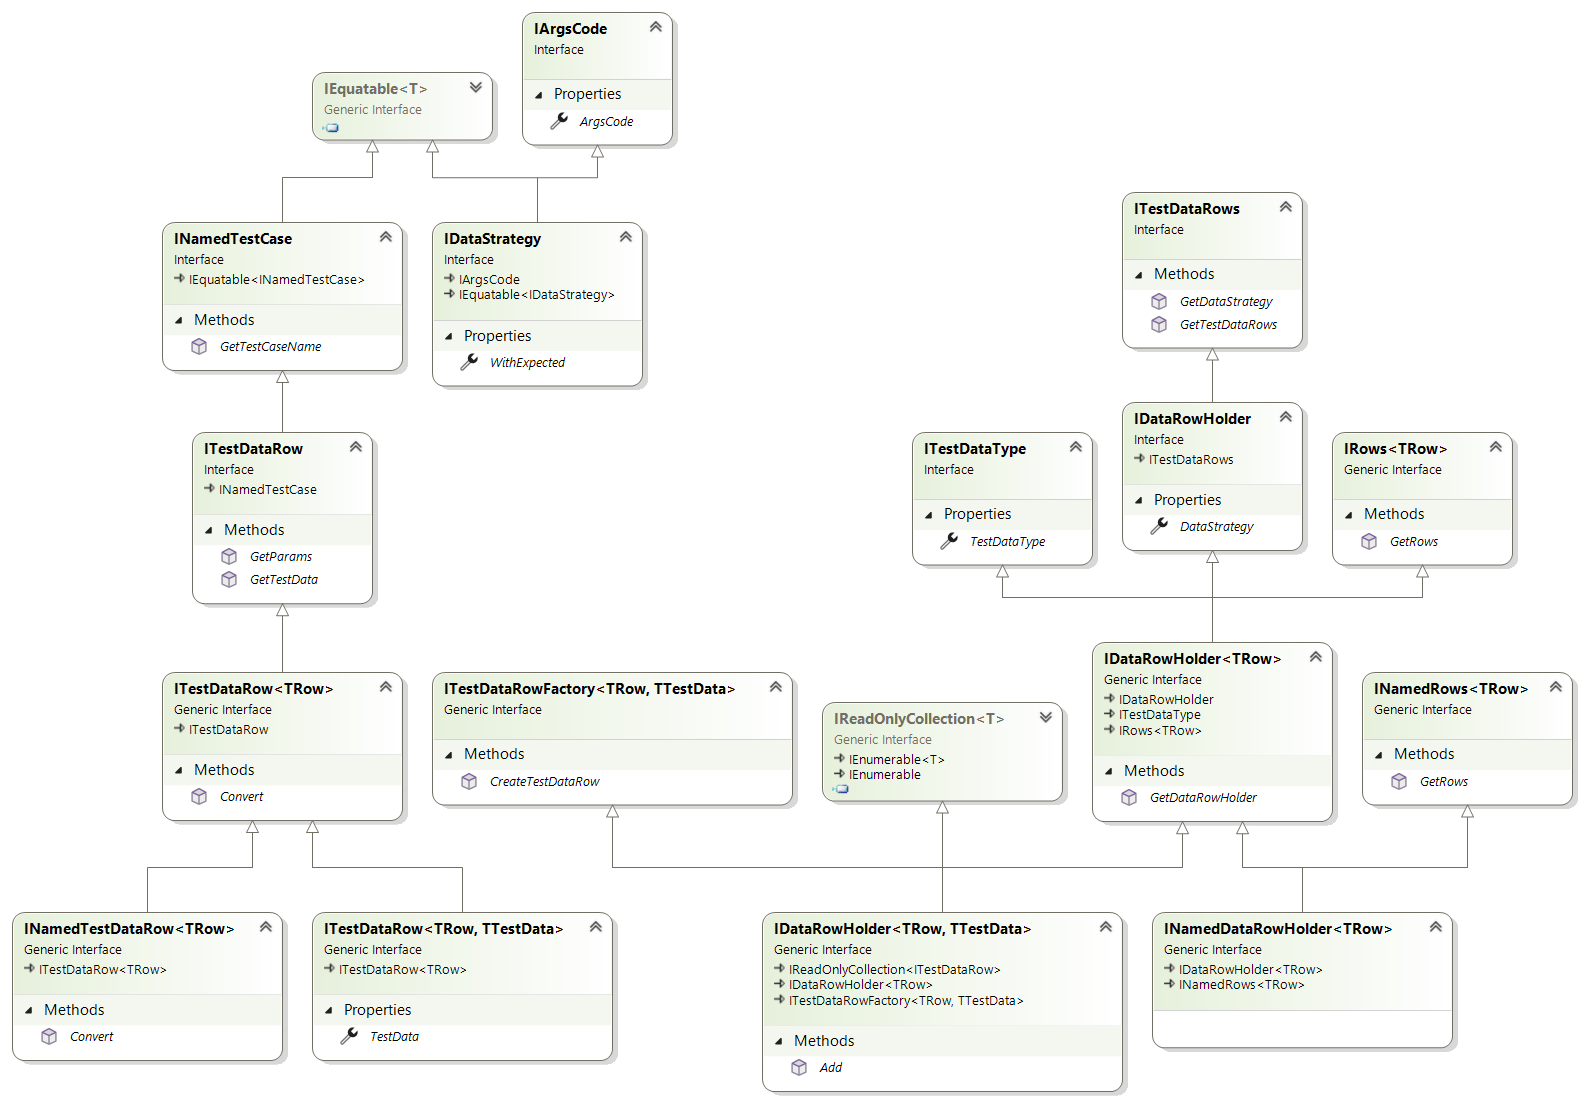 IArgsCode
Interface
Properties
ArgsCode
IEquatable<T>
Generic Interface
INamedTestCase
Interface
IEquatable<INamedTestCase>
Methods
GetTestCaseName
IDataStrategy
Interface
IArgsCode
IEquatable<IDataStrategy>
Properties
WithExpected
ITestDataRows
Interface
Methods
GetDataStrategy
GetTestDataRows
ITestDataRow
Interface
INamedTestCase
Methods
GetParams
GetTestData
ITestDataType
Interface
Properties
TestDataType
IDataRowHolder
Interface
ITestDataRows
Properties
DataStrategy
IRows<TRow>
Generic Interface
Methods
GetRows
ITestDataRow<TRow>
Generic Interface
ITestDataRow
Methods
Convert
ITestDataRowFactory<TRow, TTestData>
Generic Interface
Methods
CreateTestDataRow
IReadOnlyCollection<T>
Generic Interface
IEnumerable<T>
IEnumerable
IDataRowHolder<TRow>
Generic Interface
IDataRowHolder
ITestDataType
IRows<TRow>
Methods
GetDataRowHolder
INamedRows<TRow>
Generic Interface
Methods
GetRows
INamedTestDataRow<TRow>
Generic Interface
ITestDataRow<TRow>
Methods
Convert
ITestDataRow<TRow, TTestData>
Generic Interface
ITestDataRow<TRow>
Properties
TestData
IDataRowHolder<TRow, TTestData>
Generic Interface
IReadOnlyCollection<ITestDataRow>
IDataRowHolder<TRow>
ITestDataRowFactory<TRow, TTestData>
Methods
Add
INamedDataRowHolder<TRow>
Generic Interface
IDataRowHolder<TRow>
INamedRows<TRow>